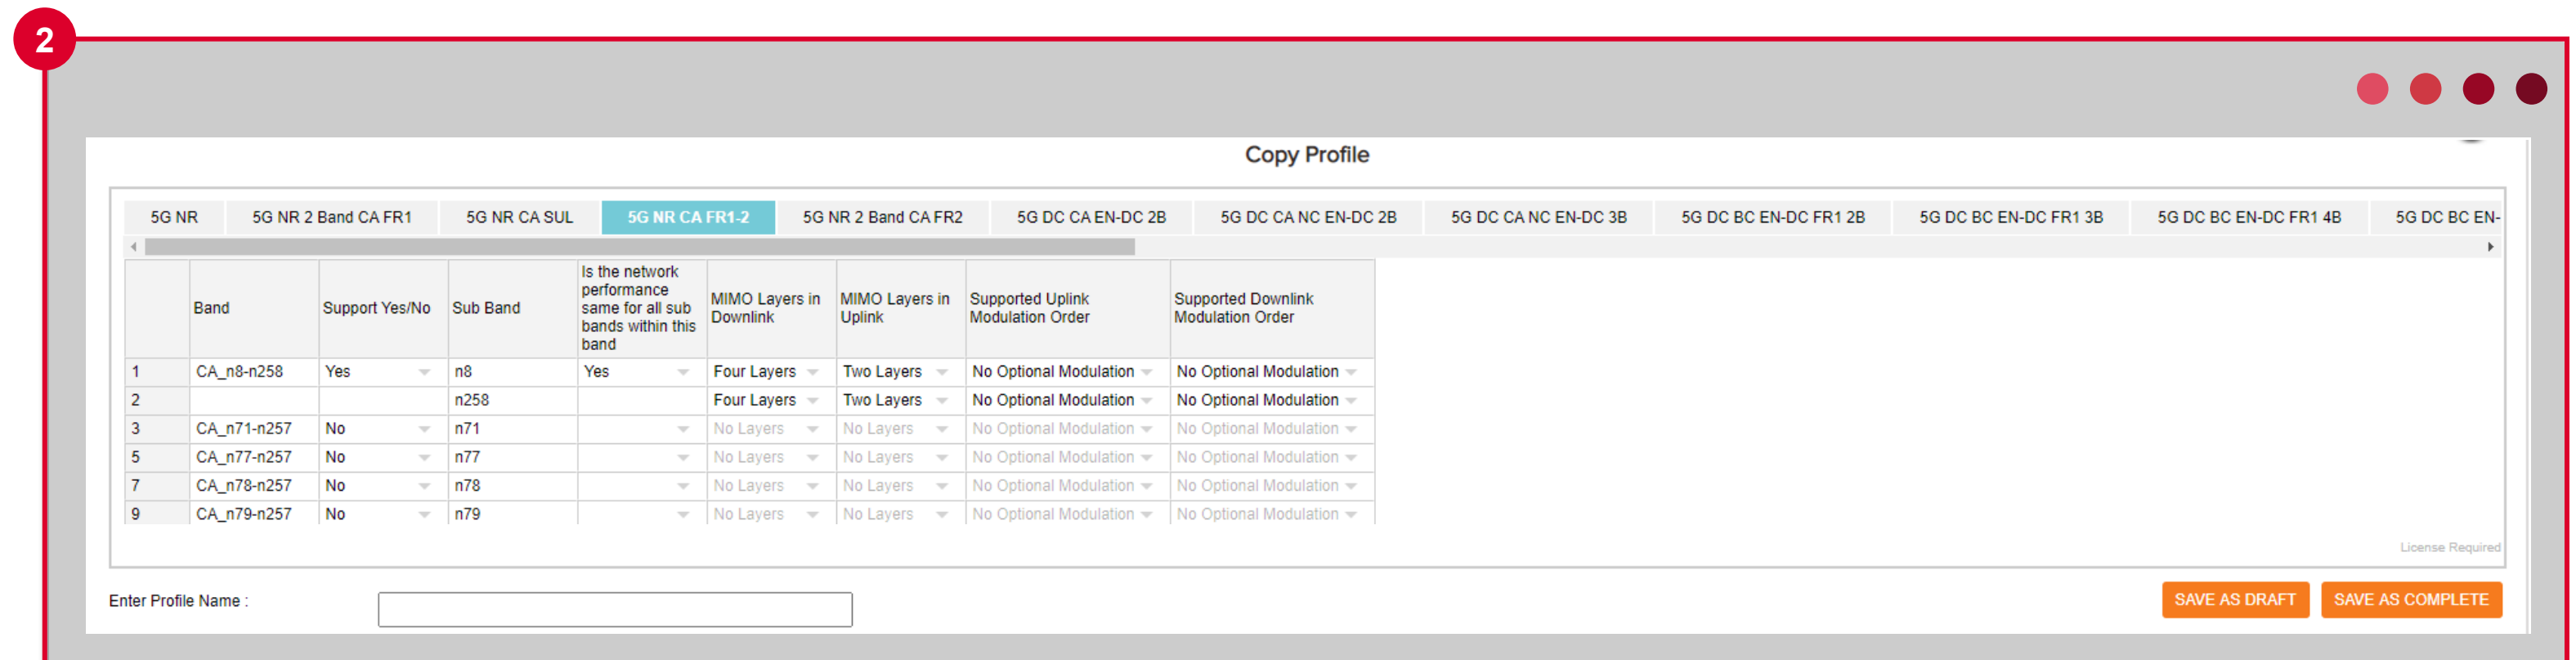 2
Copy Profile
5G NR 5G NR 2 Band CA FR1 5G NR CA SUL 5G NR CA FR1-2 5G NR 2 Band CA FR2 5G DC CA EN-DC 2B 5G DC CA NC EN-DC 2B 5G DC CA NC EN-DC 3B 5G DC BC EN-DC FR1 2B 5G DC BC EN-DC FR1 3B 5G DC BC EN-DC FR1 4B 5G DC BC EN-
Band Support Yes/No Sub Band Is the network performance same for all sub bands within this band MIMO Layers in Downlink MIMO Layers in Uplink Supported Uplink Modulation Order Supported Downlink Modulation Order
1 CA_n8-n258 Yes n8 Yes Four Layers Two Layers No Optional Modulation No Optional Modulation
2 n258 Four Layers Two Layers No Optional Modulation No Optional Modulation
3 CA_n71-n257 No n71 No Layers No Layers No Optional Modulation No Optional Modulation
5 CA_n77-n257 No n77 No Layers No Layers No Optional Modulation No Optional Modulation
7 CA_n78-n257 No n78 No Layers No Layers No Optional Modulation No Optional Modulation
9 CA_n79-n257 No n79 No Layers No Layers No Optional Modulation No Optional Modulation
License Required
Enter Profile Name : SAVE AS DRAFT SAVE AS COMPLETE